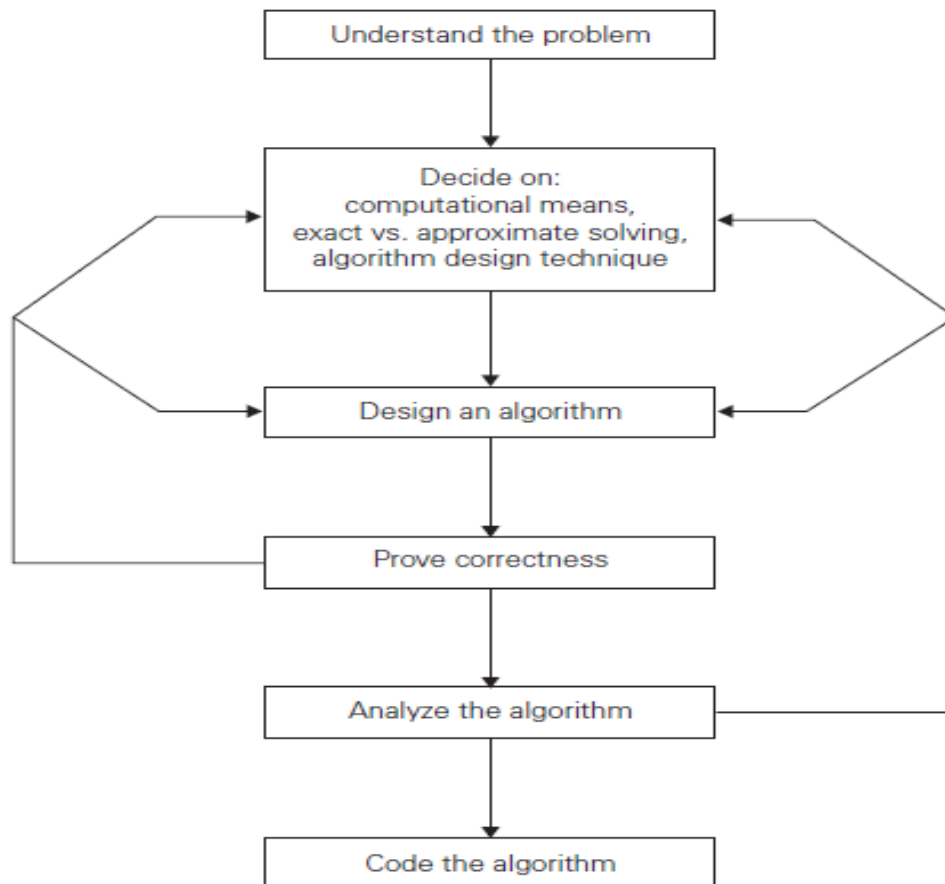 Understand the problem
Decide on:
computational means,
exact vs. approximate solving,
algorithm design technique
Design an algorithm
Prove correctness
Analyze the algorithm
Code the algorithm